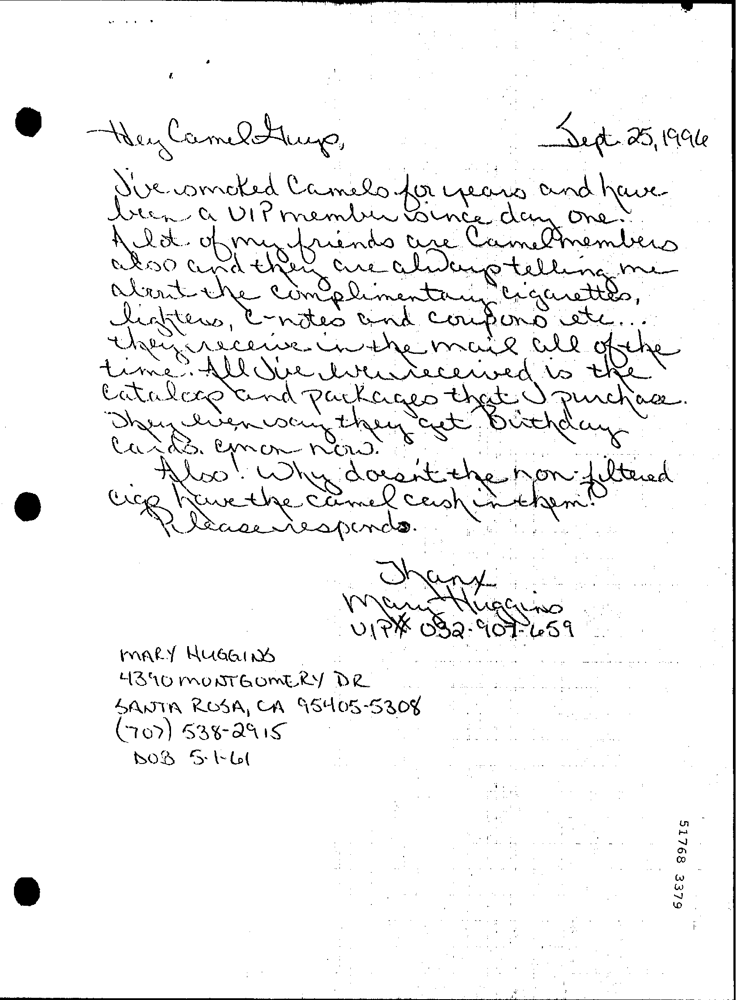 Hey Camel Guys,
Sept. 25, 1996
I've smoked Camels for years and have
been a VIP member since day one.
A lot of my friends are Camel members
also and they are always telling me
about the complimentary cigarettes,
lighters, C-notes and coupons etc...
they receive in the mail all of the
time. All I've ever received is the
catalogs and packages that I purchase.
They even say they get Birthday
cards. cmon now.
Also! Why doesn't the non-filtered
cigs have the camel cash in them?
Please respond.
Thanx
Mary Huggins
VIP# 032-907-659
MARY HUGGINS
4390 MONTGOMERY DR
SANTA ROSA, CA 95405-5308
(707) 538-2915
DOB 5-1-61
51768 3379